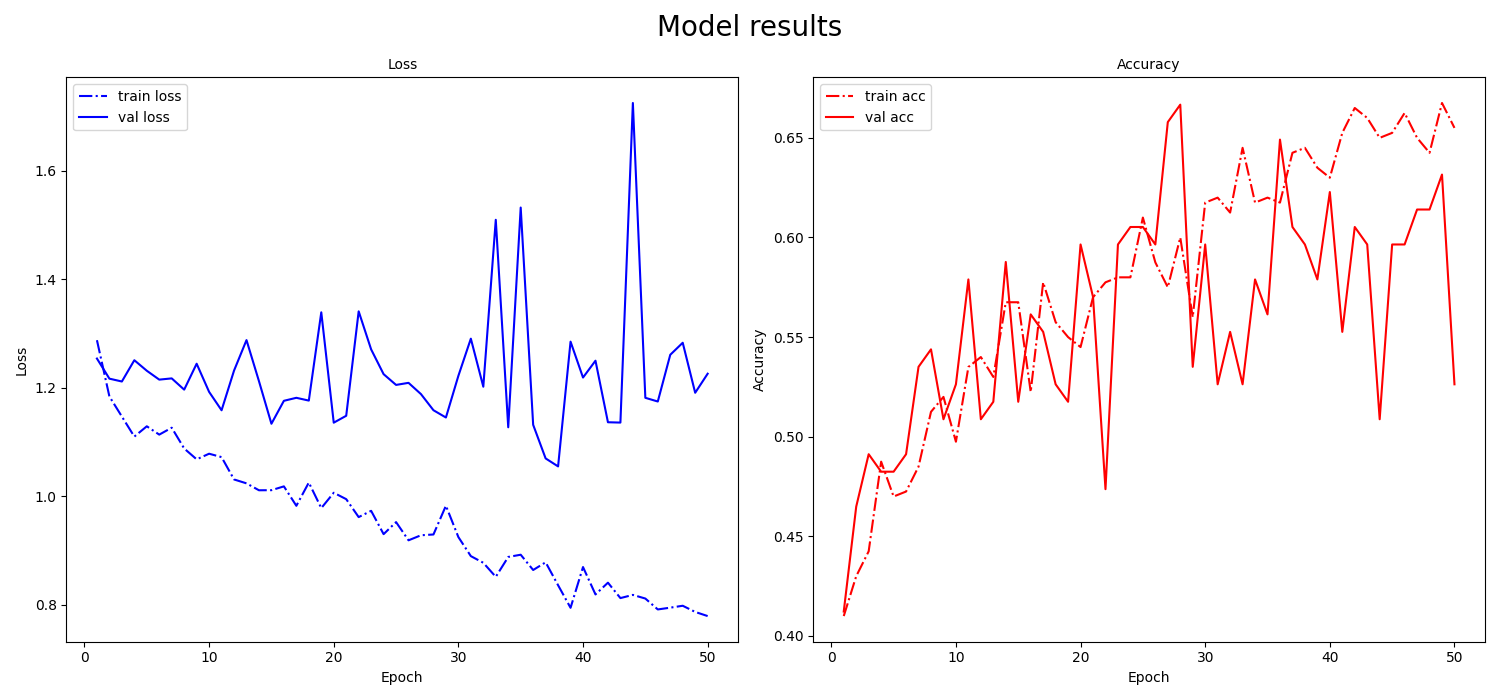 Model results
Loss
train loss
val loss
1.6
1.4
1.2
1.0
0.8
Loss
0 10 20 30 40 50
Epoch
Accuracy
train acc
val acc
0.65
0.60
0.55
0.50
0.45
0.40
Accuracy
0 10 20 30 40 50
Epoch